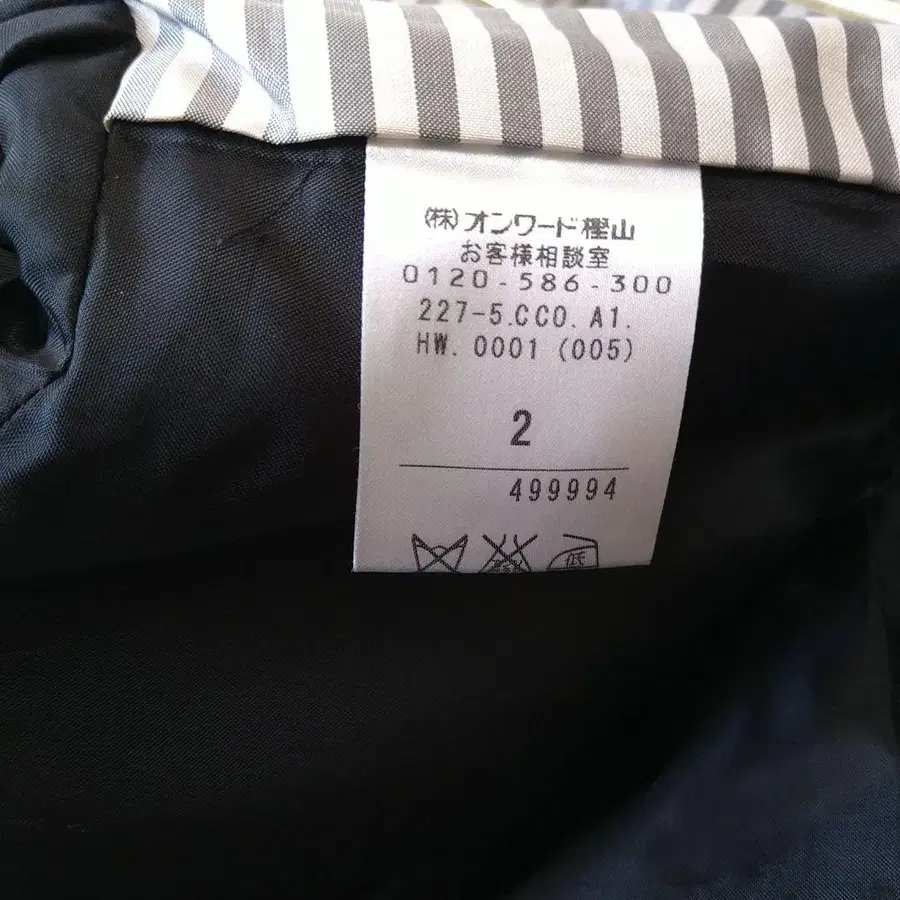 (株)オンワード樫山
お客様相談室
0120-586-300
227-5.CC0.A1.
HW.0001(005)
2
499994
低